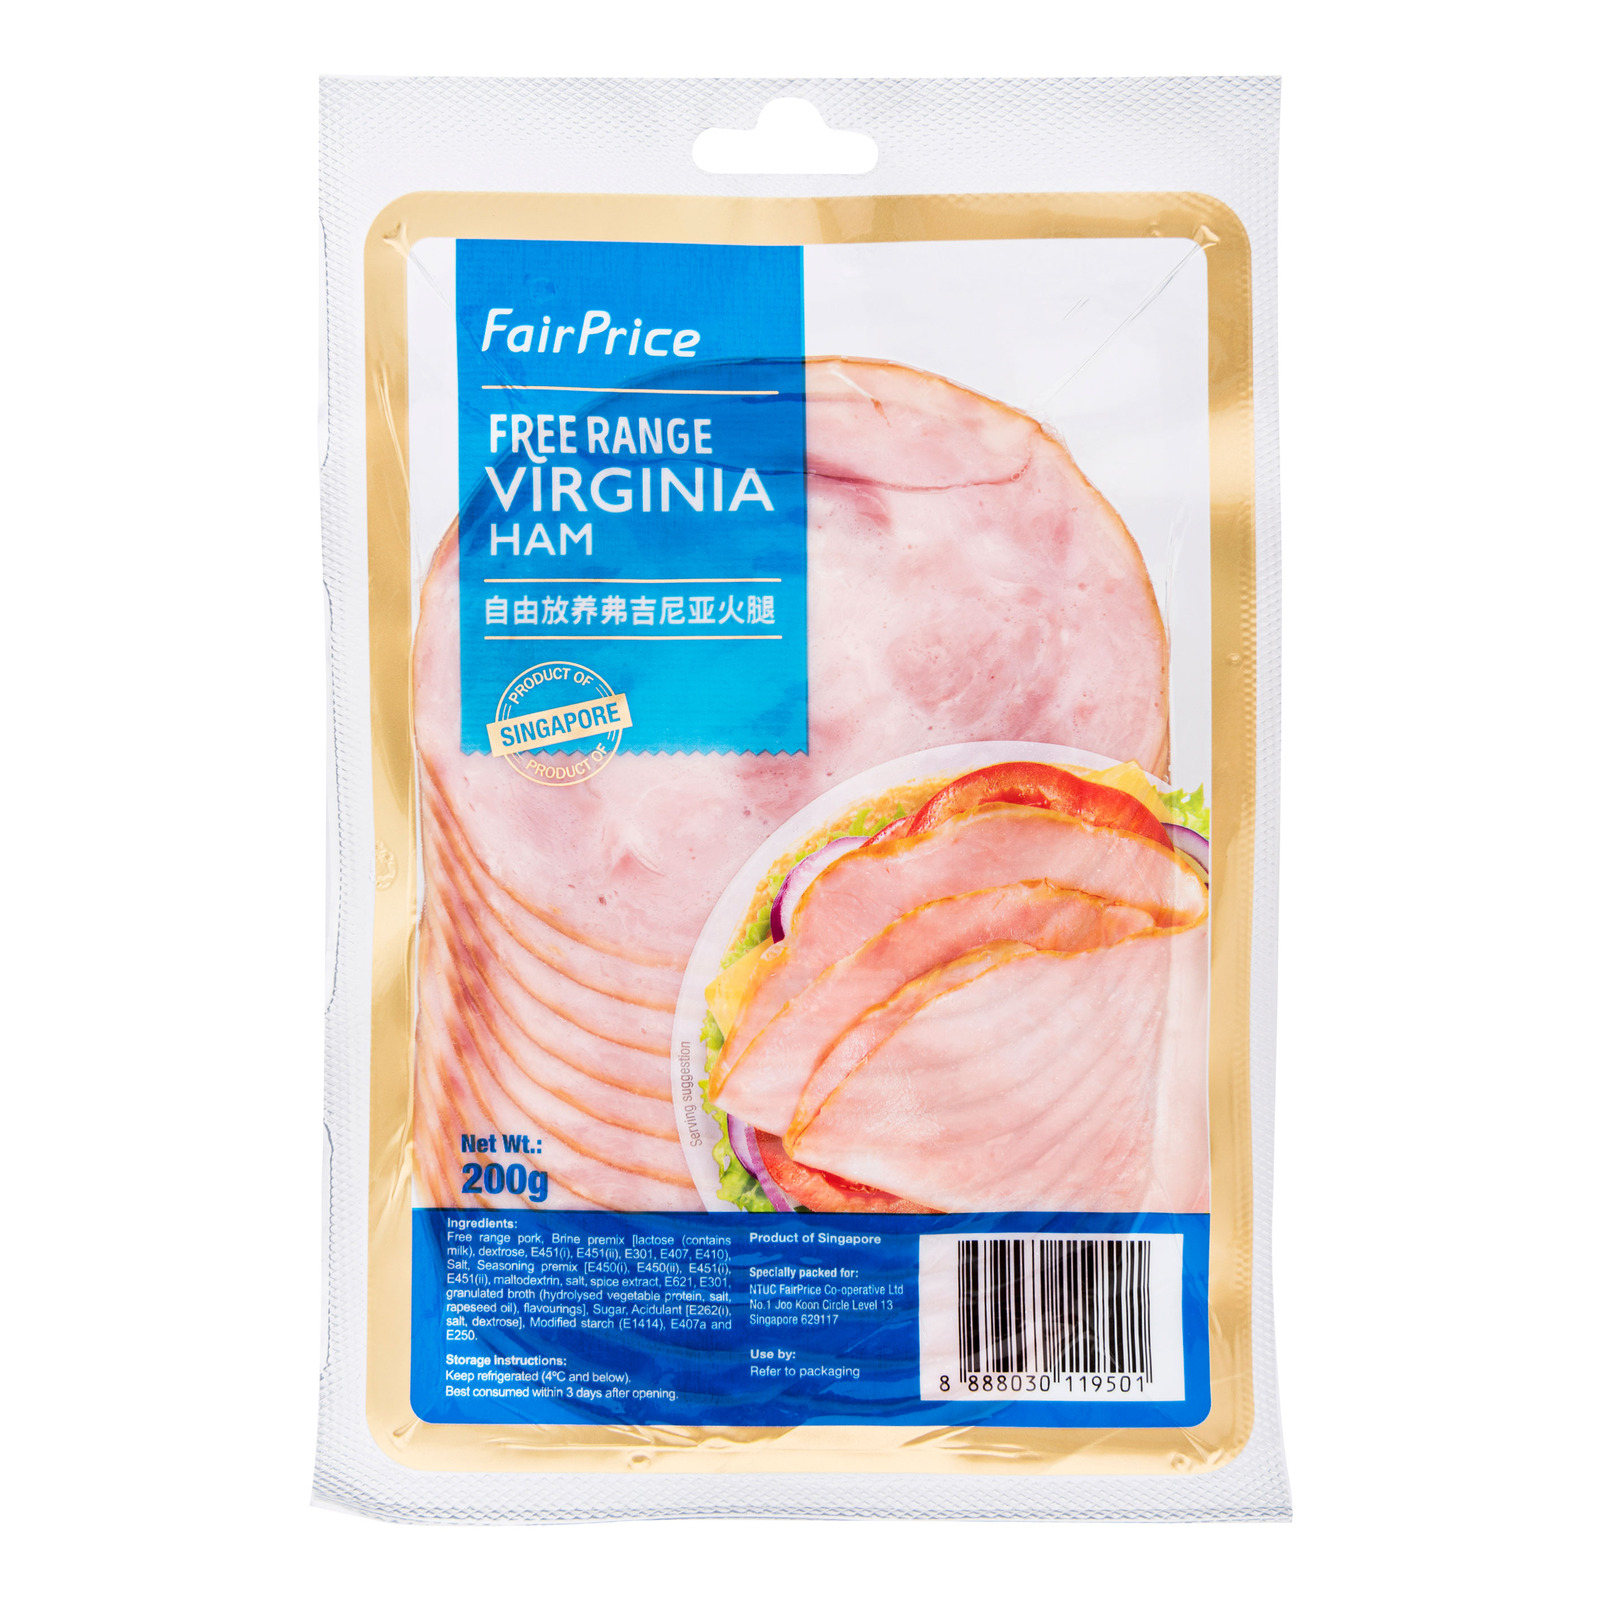 FairPrice
FREE RANGE
VIRGINIA
HAM
自由放养弗吉尼亚火腿
PRODUCT OF
SINGAPORE
PRODUCT OF
Serving suggestion
Net Wt.:
200g
Ingredients:
Free range pork, Brine premix [lactose (contains
milk), dextrose, E451(i), E451(ii), E301, E407, E410),
Salt, Seasoning premix [E450(i), E450(ii), E451(i),
E451(ii), maltodextrin, salt, spice extract, E621, E301,
granulated broth (hydrolysed vegetable protein, salt,
rapeseed oil), flavourings], Sugar, Acidulant [E262(i),
salt, dextrose], Modified starch (E1414), E407a and
E250.
Storage Instructions:
Keep refrigerated (4°C and below).
Best consumed within 3 days after opening.
Product of Singapore
Specially packed for:
NTUC FairPrice Co-operative Ltd
No.1 Joo Koon Circle Level 13
Singapore 629117
Use by:
Refer to packaging
8 888030 119501